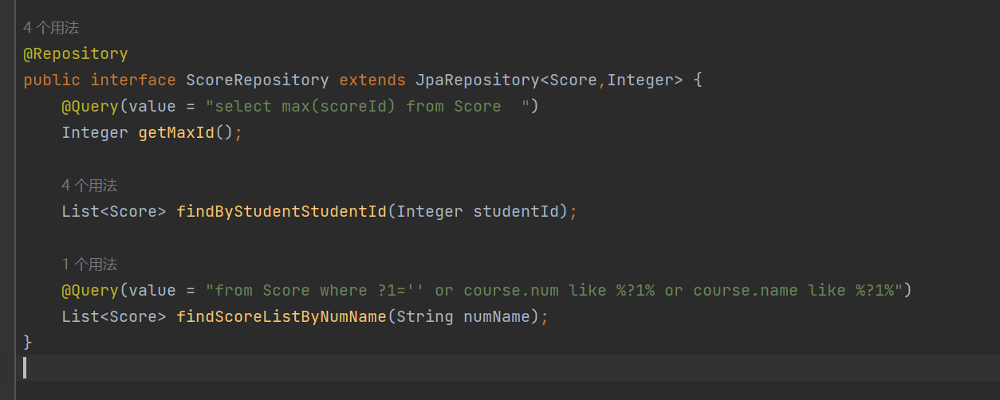 4 个用法
@Repository
public interface ScoreRepository extends JpaRepository<Score,Integer> {
    @Query(value = "select max(scoreId) from Score  ")
    Integer getMaxId();
    4 个用法
    List<Score> findByStudentStudentId(Integer studentId);
    1 个用法
    @Query(value = "from Score where ?1='' or course.num like %?1% or course.name like %?1%")
    List<Score> findScoreListByNumName(String numName);
}